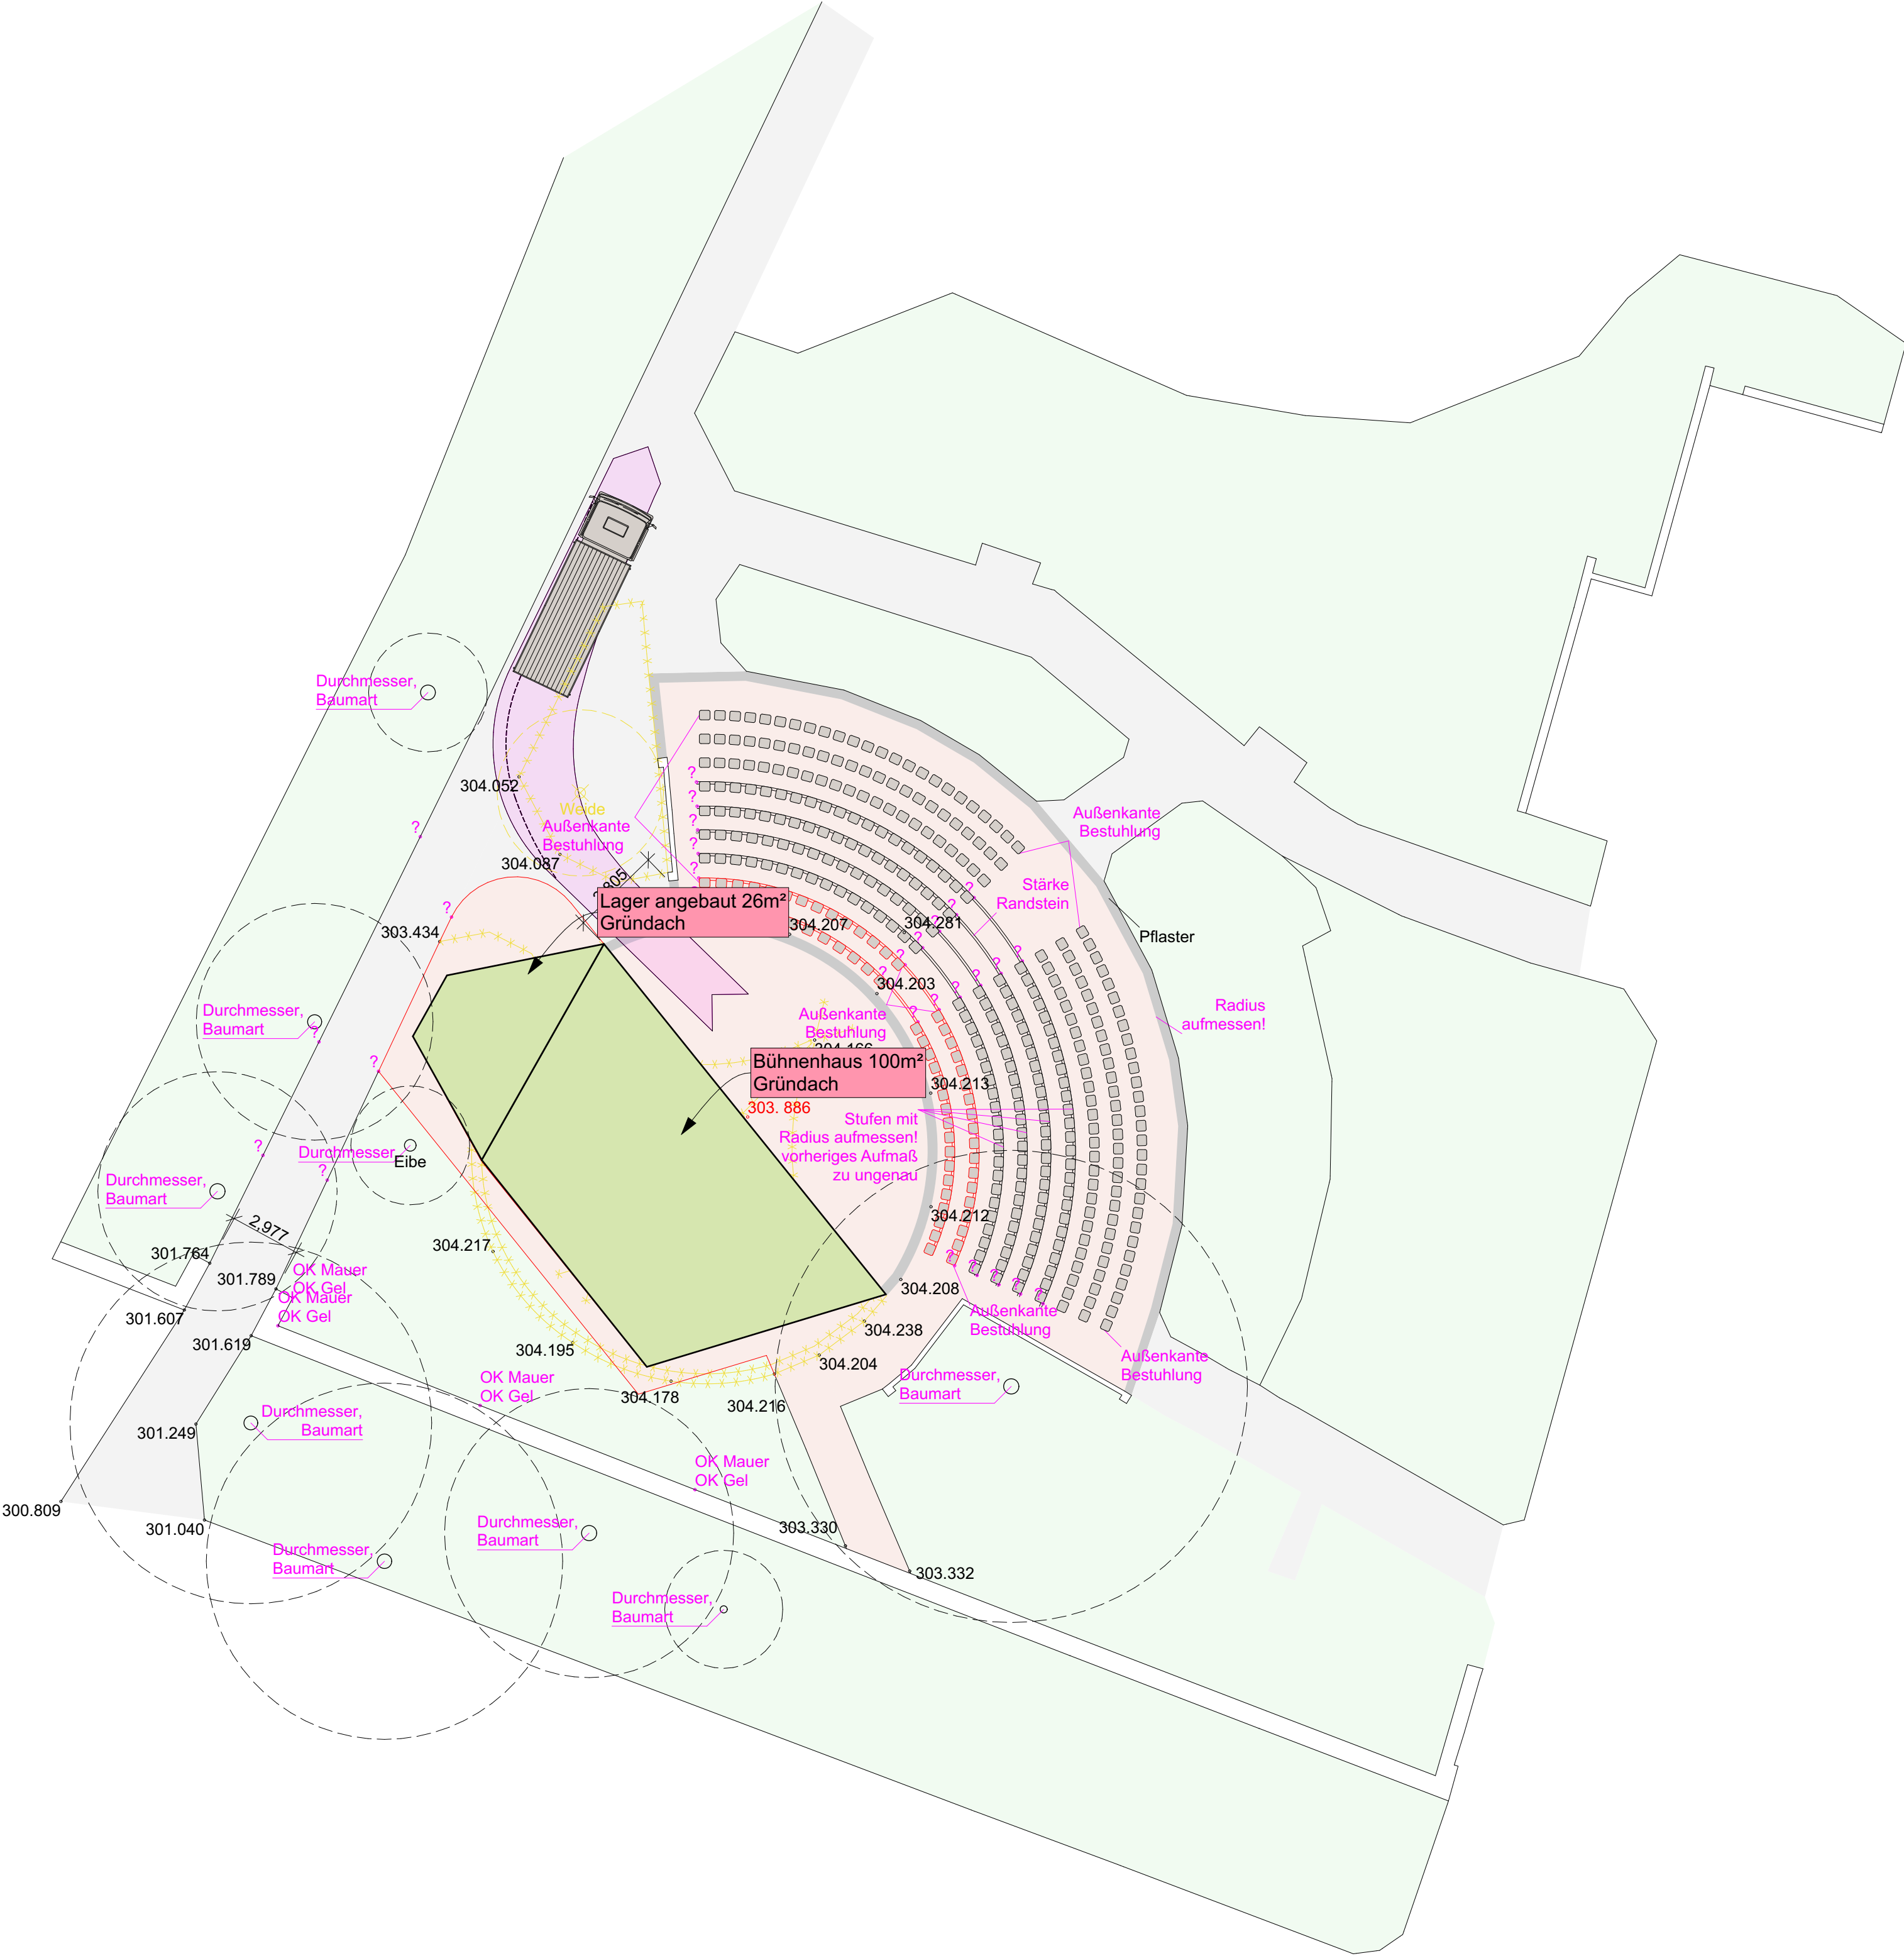 Durchmesser,
Baumart
304.052
Weide
Außenkante
Bestuhlung
304.087
?
?
?
?
?
?
Außenkante
Bestuhlung
Stärke
Randstein
Lager angebaut 26m²
Gründach
304.207
304.281
Pflaster
?
303.434
304.203
Radius
aufmessen!
Durchmesser,
Baumart
?
Außenkante
Bestuhlung
Bühnenhaus 100m²
Gründach
303. 886
304.213
Stufen mit
Radius aufmessen!
vorheriges Aufmaß
zu ungenau
?
?
Durchmesser,
Eibe
?
Durchmesser,
Baumart
2,977
304.212
304.217
301.764
301.789
OK Mauer
OK Gel
OK Mauer
OK Gel
304.208
301.607
301.619
Außenkante
Bestuhlung
304.238
304.195
304.204
Außenkante
Bestuhlung
304.178
304.216
Durchmesser,
Baumart
OK Mauer
OK Gel
Durchmesser,
Baumart
301.249
OK Mauer
OK Gel
300.809
301.040
Durchmesser,
Baumart
303.330
Durchmesser,
Baumart
303.332
Durchmesser,
Baumart